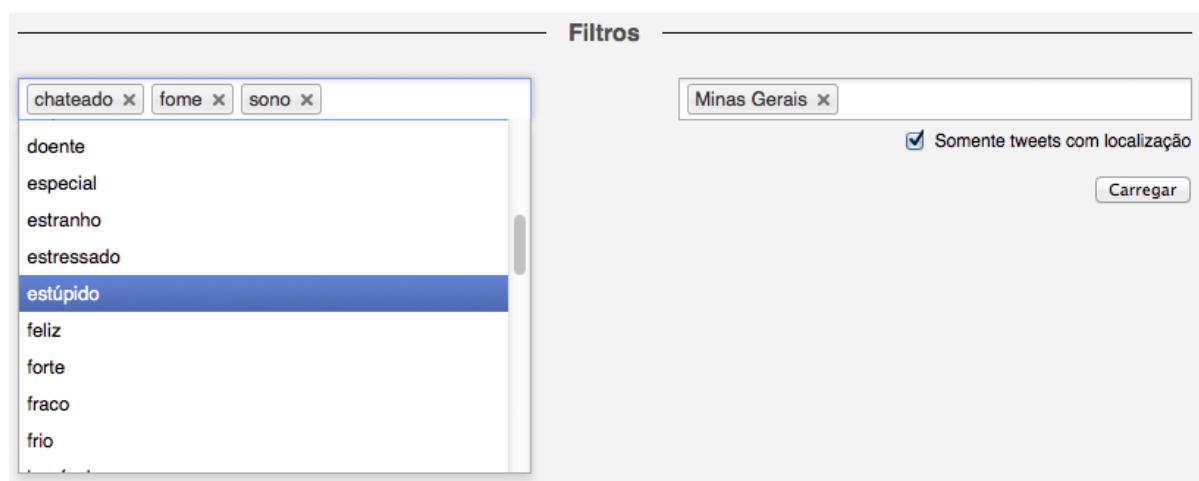 Filtros
chateado × fome × sono ×
doente
especial
estranho
estressado
estúpido
feliz
forte
fraco
frio
Minas Gerais ×
Somente tweets com localização
Carregar